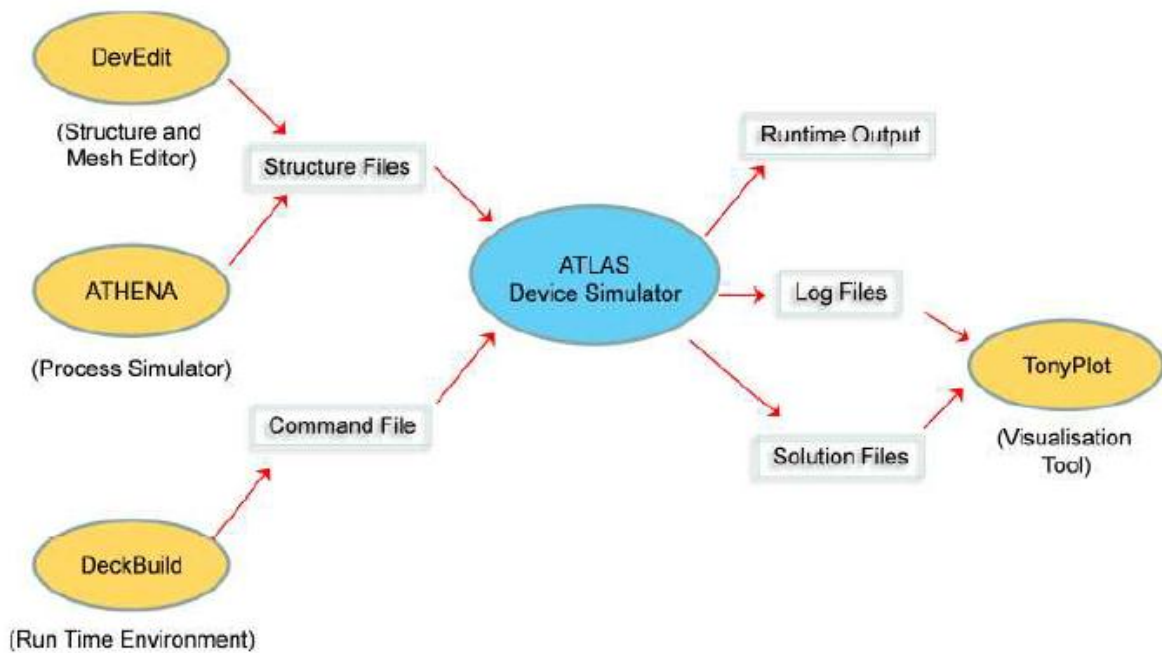 DevEdit
(Structure and
Mesh Editor)
Structure Files
Runtime Output
ATHENA
(Process Simulator)
ATLAS
Device Simulator
Log Files
TonyPlot
(Visualisation
Tool)
Command File
Solution Files
DeckBuild
(Run Time Environment)